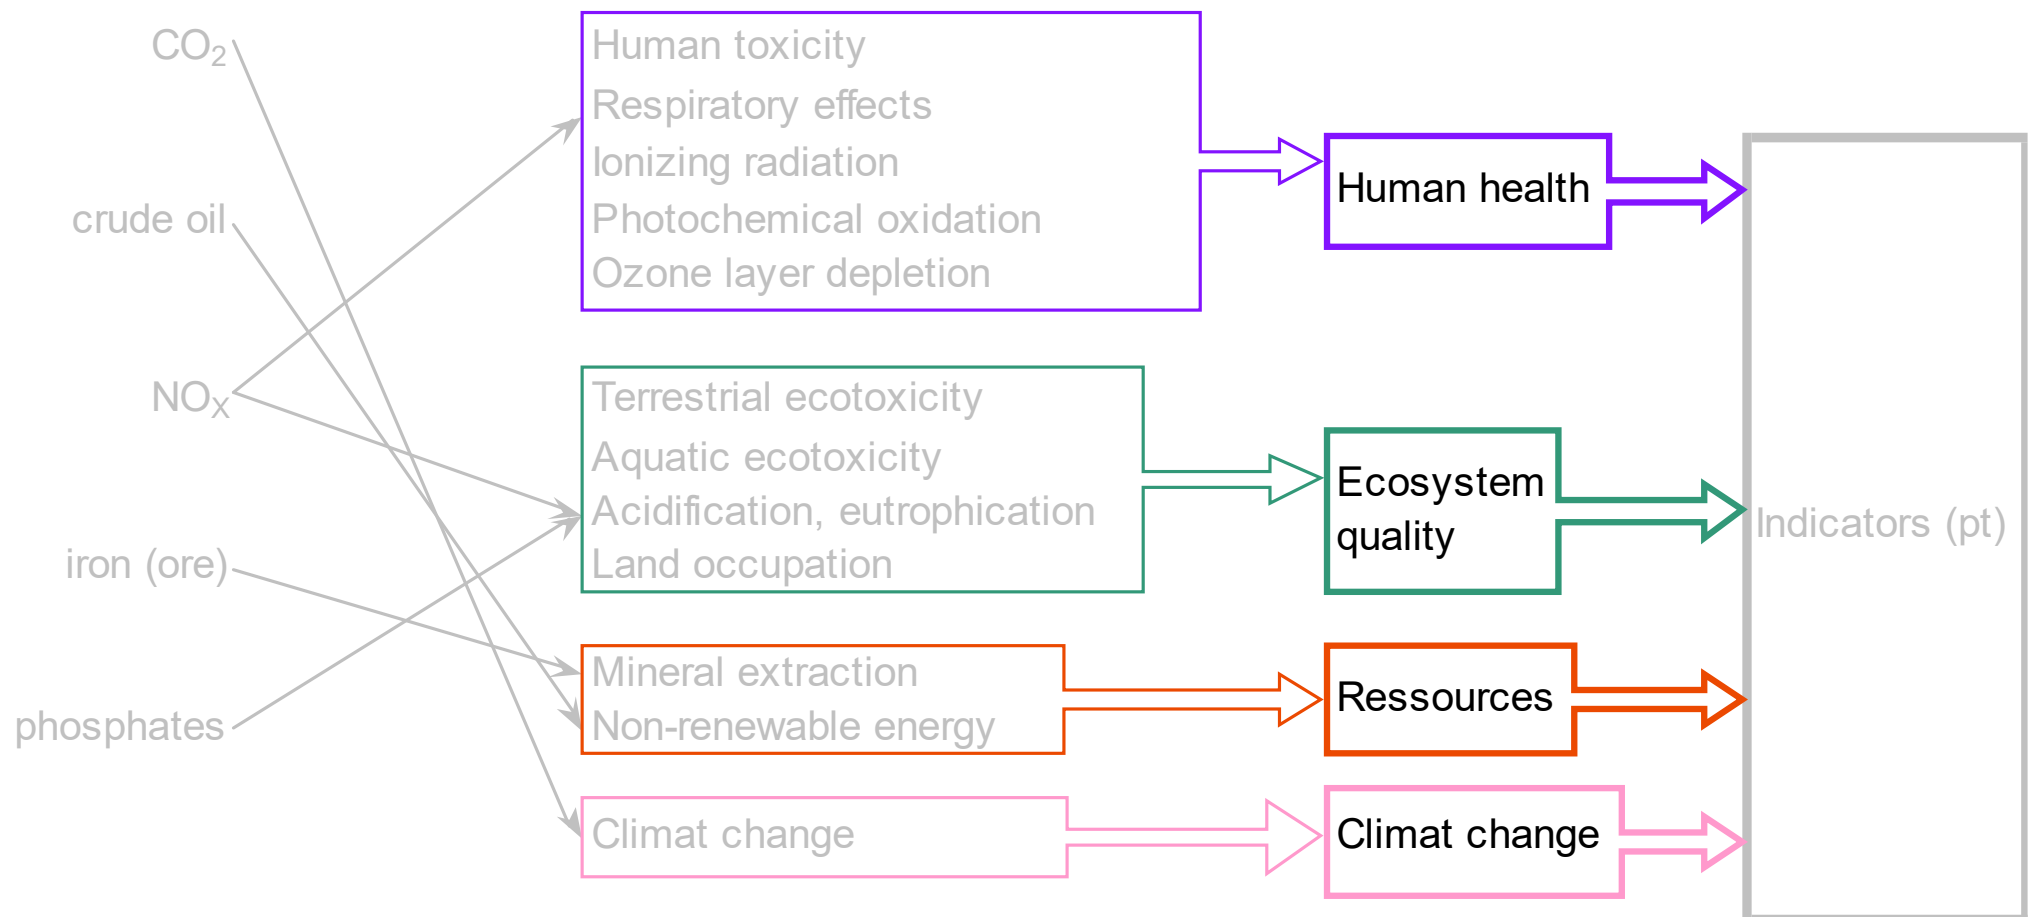 CO₂
crude oil
NOₓ
iron (ore)
phosphates
Human toxicity
Respiratory effects
Ionizing radiation
Photochemical oxidation
Ozone layer depletion
Terrestrial ecotoxicity
Aquatic ecotoxicity
Acidification, eutrophication
Land occupation
Mineral extraction
Non-renewable energy
Climat change
Human health
Ecosystem
quality
Ressources
Climat change
Indicators (pt)